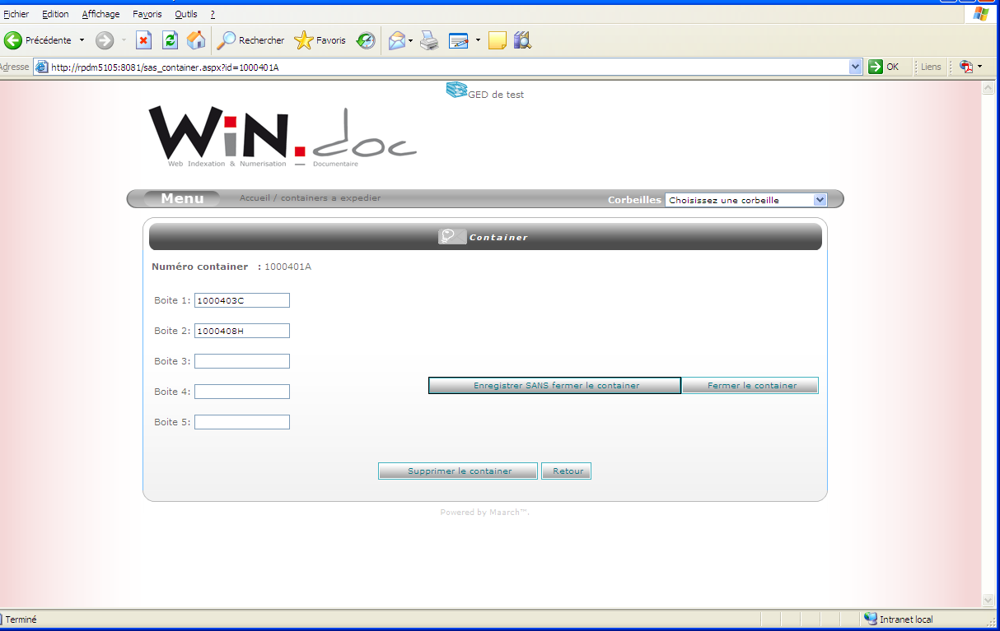 Fichier Edition Affichage Favoris Outils ?
Précédente Rechercher Favoris
Adresse http://rpdm5105:8081/sas_container.aspx?id=1000401A OK Liens
GED de test
WiN.doc
Web Indexation & Numerisation — Documentaire
Menu Accueil / containers a expedier Corbeilles Choisissez une corbeille
Container
Numéro container : 1000401A
Boite 1: 1000403C
Boite 2: 1000408H
Boite 3:
Enregistrer SANS fermer le container Fermer le container
Boite 4:
Boite 5:
Supprimer le container Retour
Powered by Maarch™.
Terminé Intranet local